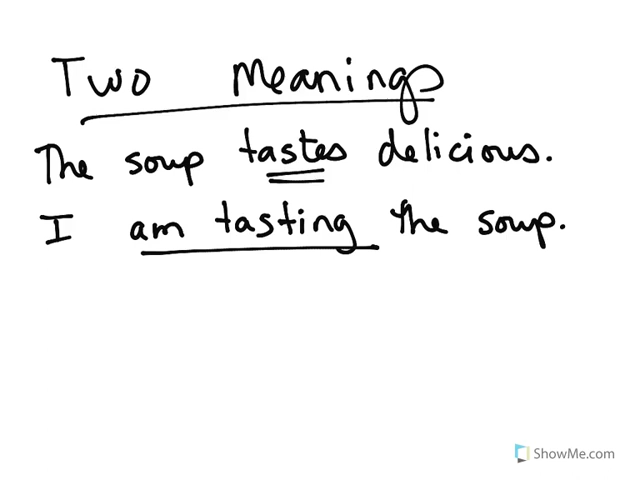 Two Meanings
The soup tastes delicious.
I am tasting the soup.
ShowMe.com